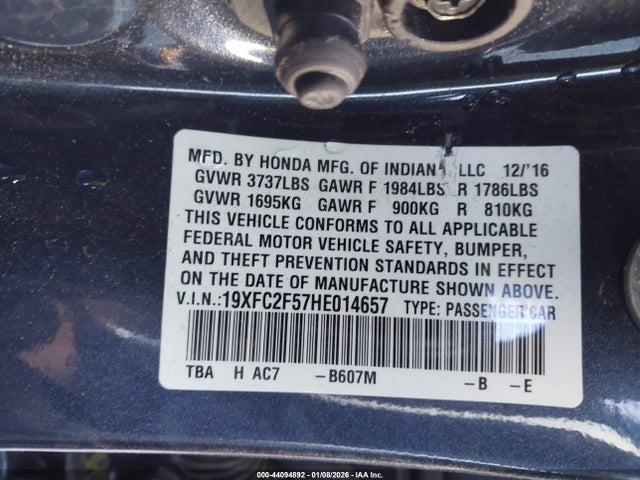 MFD. BY HONDA MFG. OF INDIANA, LLC 12/'16
GVWR 3737LBS GAWR F 1984LBS R 1786LBS
GVWR 1695KG GAWR F 900KG R 810KG
THIS VEHICLE CONFORMS TO ALL APPLICABLE
FEDERAL MOTOR VEHICLE SAFETY, BUMPER,
AND THEFT PREVENTION STANDARDS IN EFFECT
ON THE DATE OF MANUFACTURE SHOWN ABOVE.
V.I.N.:19XFC2F57HE014657 TYPE: PASSENGER CAR
TBA H AC7 -B607M -B -E
000-44094892 - 01/08/2026 - IAA Inc.